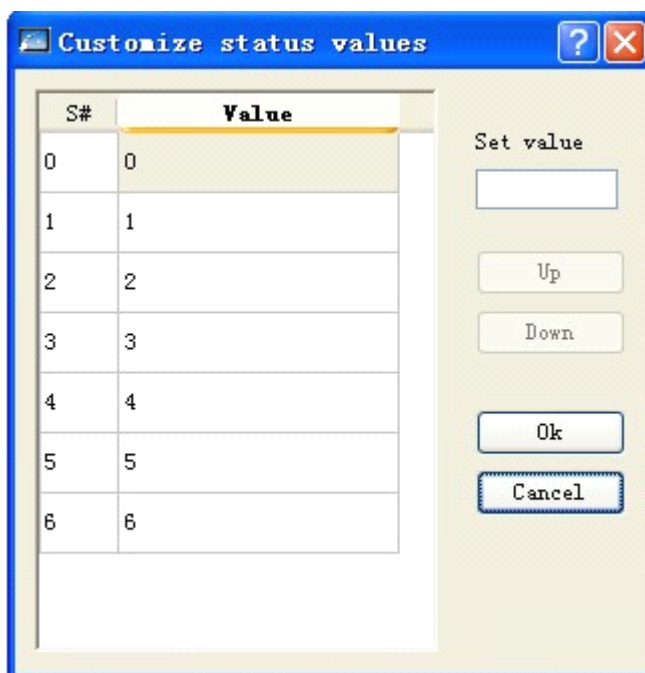 Customize status values
S# Value
0 0
1 1
2 2
3 3
4 4
5 5
6 6
Set value
Up
Down
Ok
Cancel